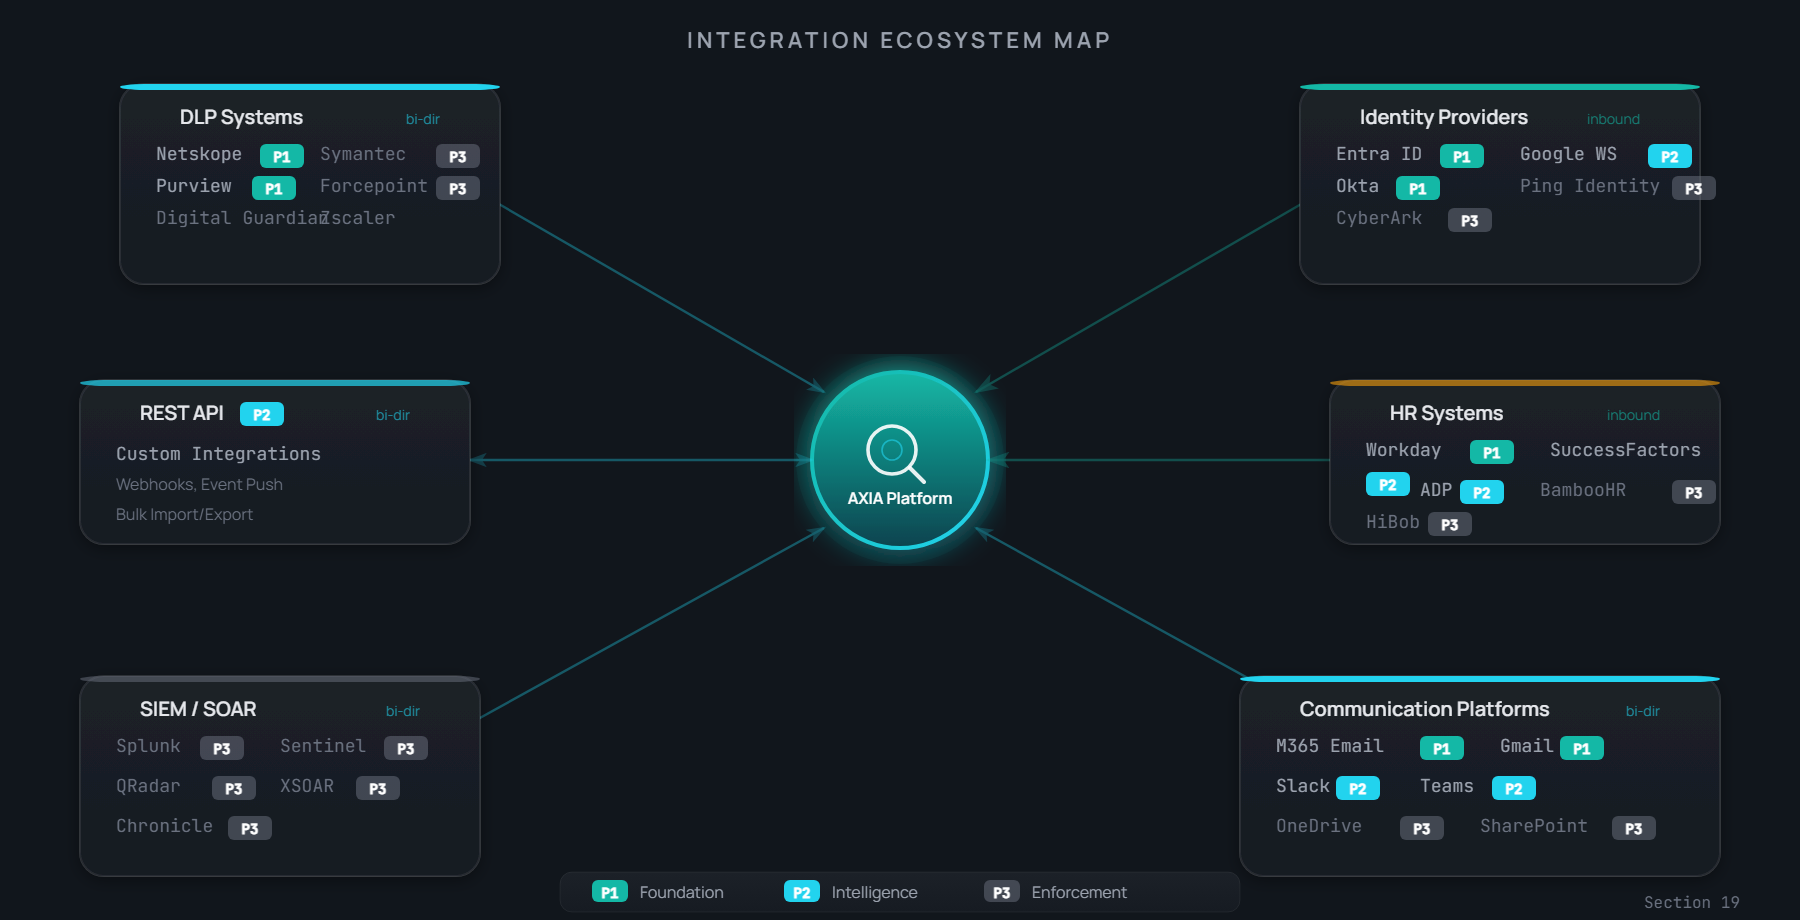 INTEGRATION ECOSYSTEM MAP
DLP Systems bi-dir
Netskope P1 Symantec P3
Purview P1 Forcepoint P3
Digital Guardian Zscaler
Identity Providers inbound
Entra ID P1 Google WS P2
Okta P1 Ping Identity P3
CyberArk P3
REST API P2 bi-dir
Custom Integrations
Webhooks, Event Push
Bulk Import/Export
AXIA Platform
HR Systems inbound
Workday P1 SuccessFactors
P2 ADP P2 BambooHR P3
HiBob P3
SIEM / SOAR bi-dir
Splunk P3 Sentinel P3
QRadar P3 XSOAR P3
Chronicle P3
Communication Platforms bi-dir
M365 Email P1 Gmail P1
Slack P2 Teams P2
OneDrive P3 SharePoint P3
P1 Foundation P2 Intelligence P3 Enforcement
Section 19